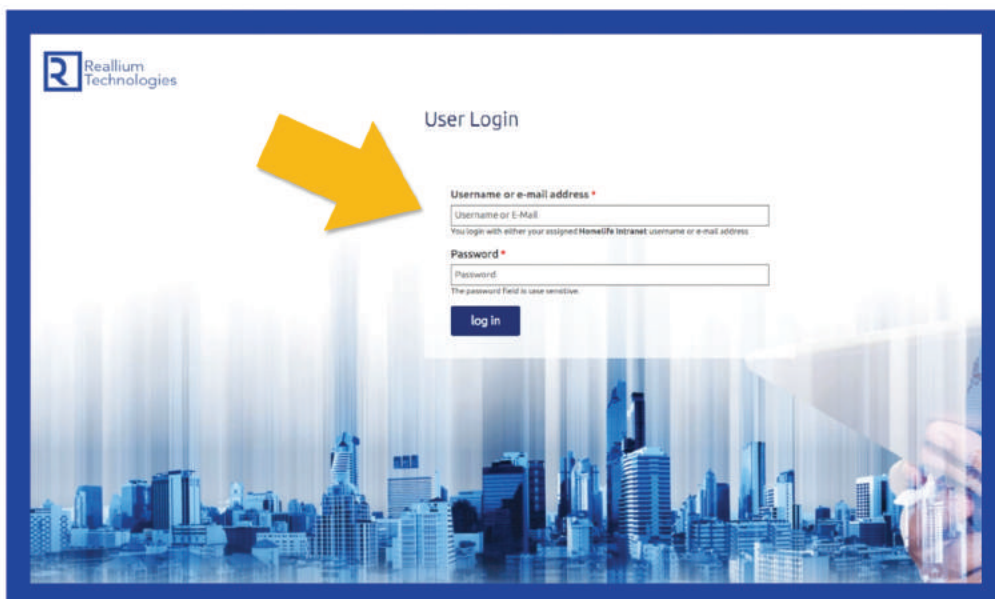 Reallium
Technologies
User Login
Username or e-mail address *
Username or E-Mail
You login with either your assigned Homelife Intranet username or e-mail address
Password *
Password
The password field is case sensitive.
log in